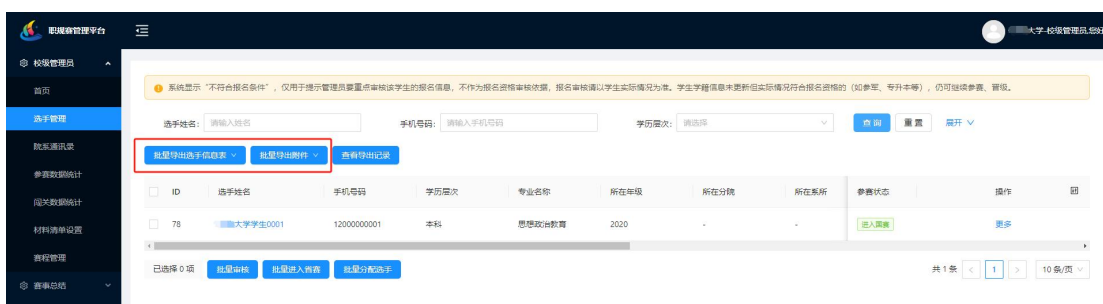 职规赛管理平台
大学-校级管理员,您好
校级管理员
首页
选手管理
院系通讯录
参赛数据统计
闯关数据统计
材料清单设置
赛程管理
赛事总结
系统显示“不符合报名条件”，仅用于提示管理员要重点审核该学生的报名信息，不作为报名资格审核依据，报名审核请以学生实际情况为准。学生学籍信息未更新但实际情况符合报名资格的（如参军、专升本等），仍可继续参赛、晋级。
选手姓名: 请输入姓名 手机号码: 请输入手机号码 学历层次: 请选择 查询 重置 展开
批量导出选手信息表 批量导出附件 查看导出记录
ID 选手姓名 手机号码 学历层次 专业名称 所在年级 所在分院 所在系所 参赛状态 操作
78 大学学生0001 12000000001 本科 思想政治教育 2020 - - 进入国赛 更多
已选择 0 项 批量审核 批量进入省赛 批量分配选手 共 1 条 < 1 > 10 条/页